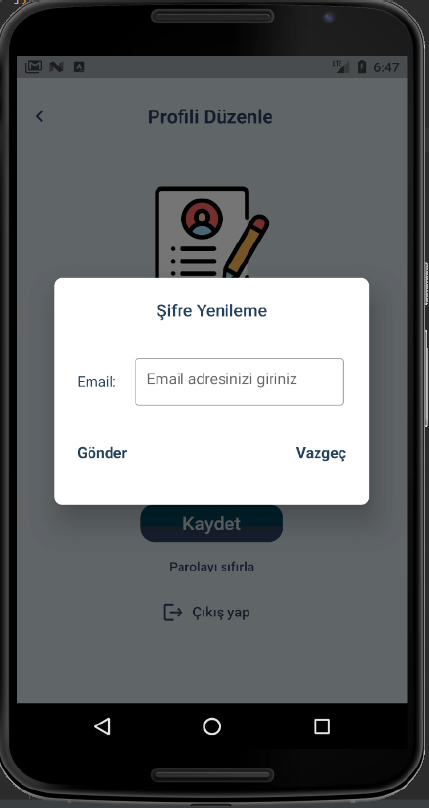 6:47
Profili Düzenle
Şifre Yenileme
Email:
Email adresinizi giriniz
Gönder
Vazgeç
Kaydet
Parolayı sıfırla
Çıkış yap